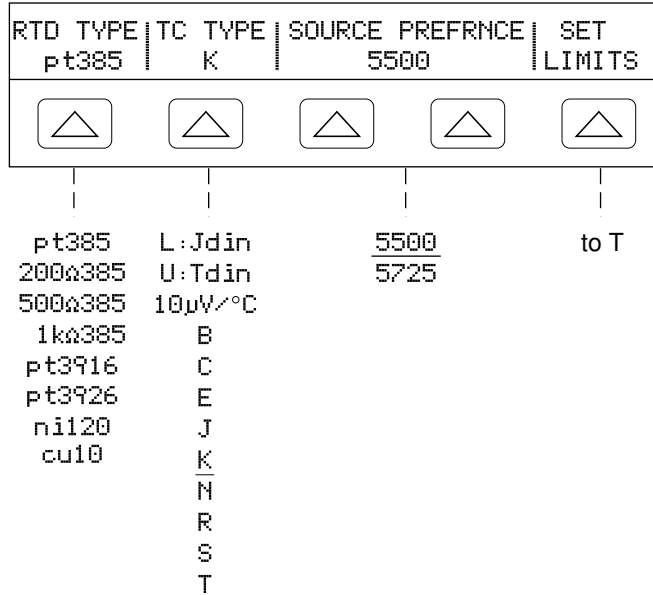 RTD TYPE TC TYPE SOURCE PREFRNCE SET
pt385 K 5500 LIMITS
pt385 L:Jdin 5500 to T
200Ω385 U:Tdin 5725
500Ω385 10µV/°C
1kΩ385 B
pt3916 C
pt3926 E
ni120 J
cu10 K
N
R
S
T